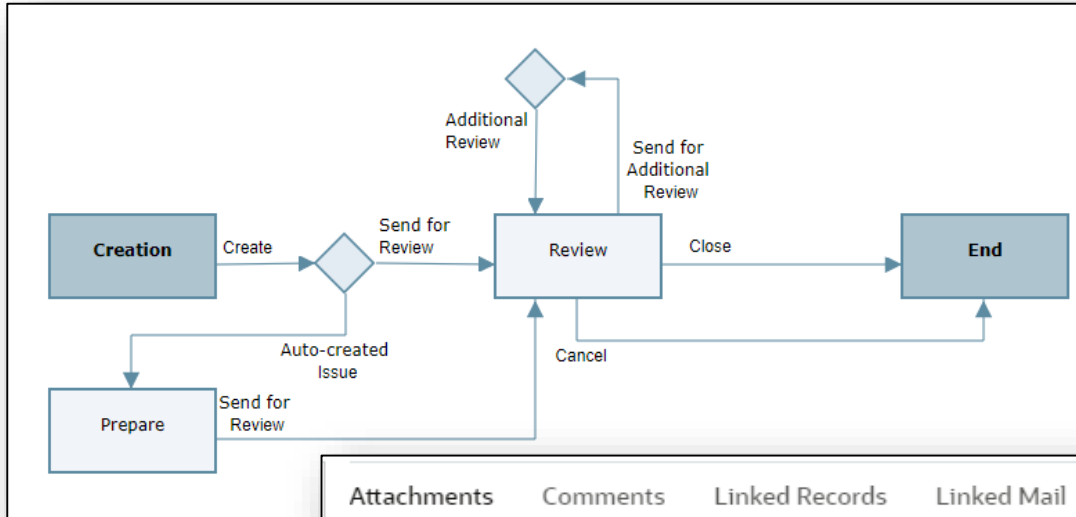 Additional
Review
Send for
Additional
Review
Creation
Create
Send for
Review
Review
Close
End
Auto-created
Issue
Cancel
Prepare
Send for
Review
Attachments Comments Linked Records Linked Mail